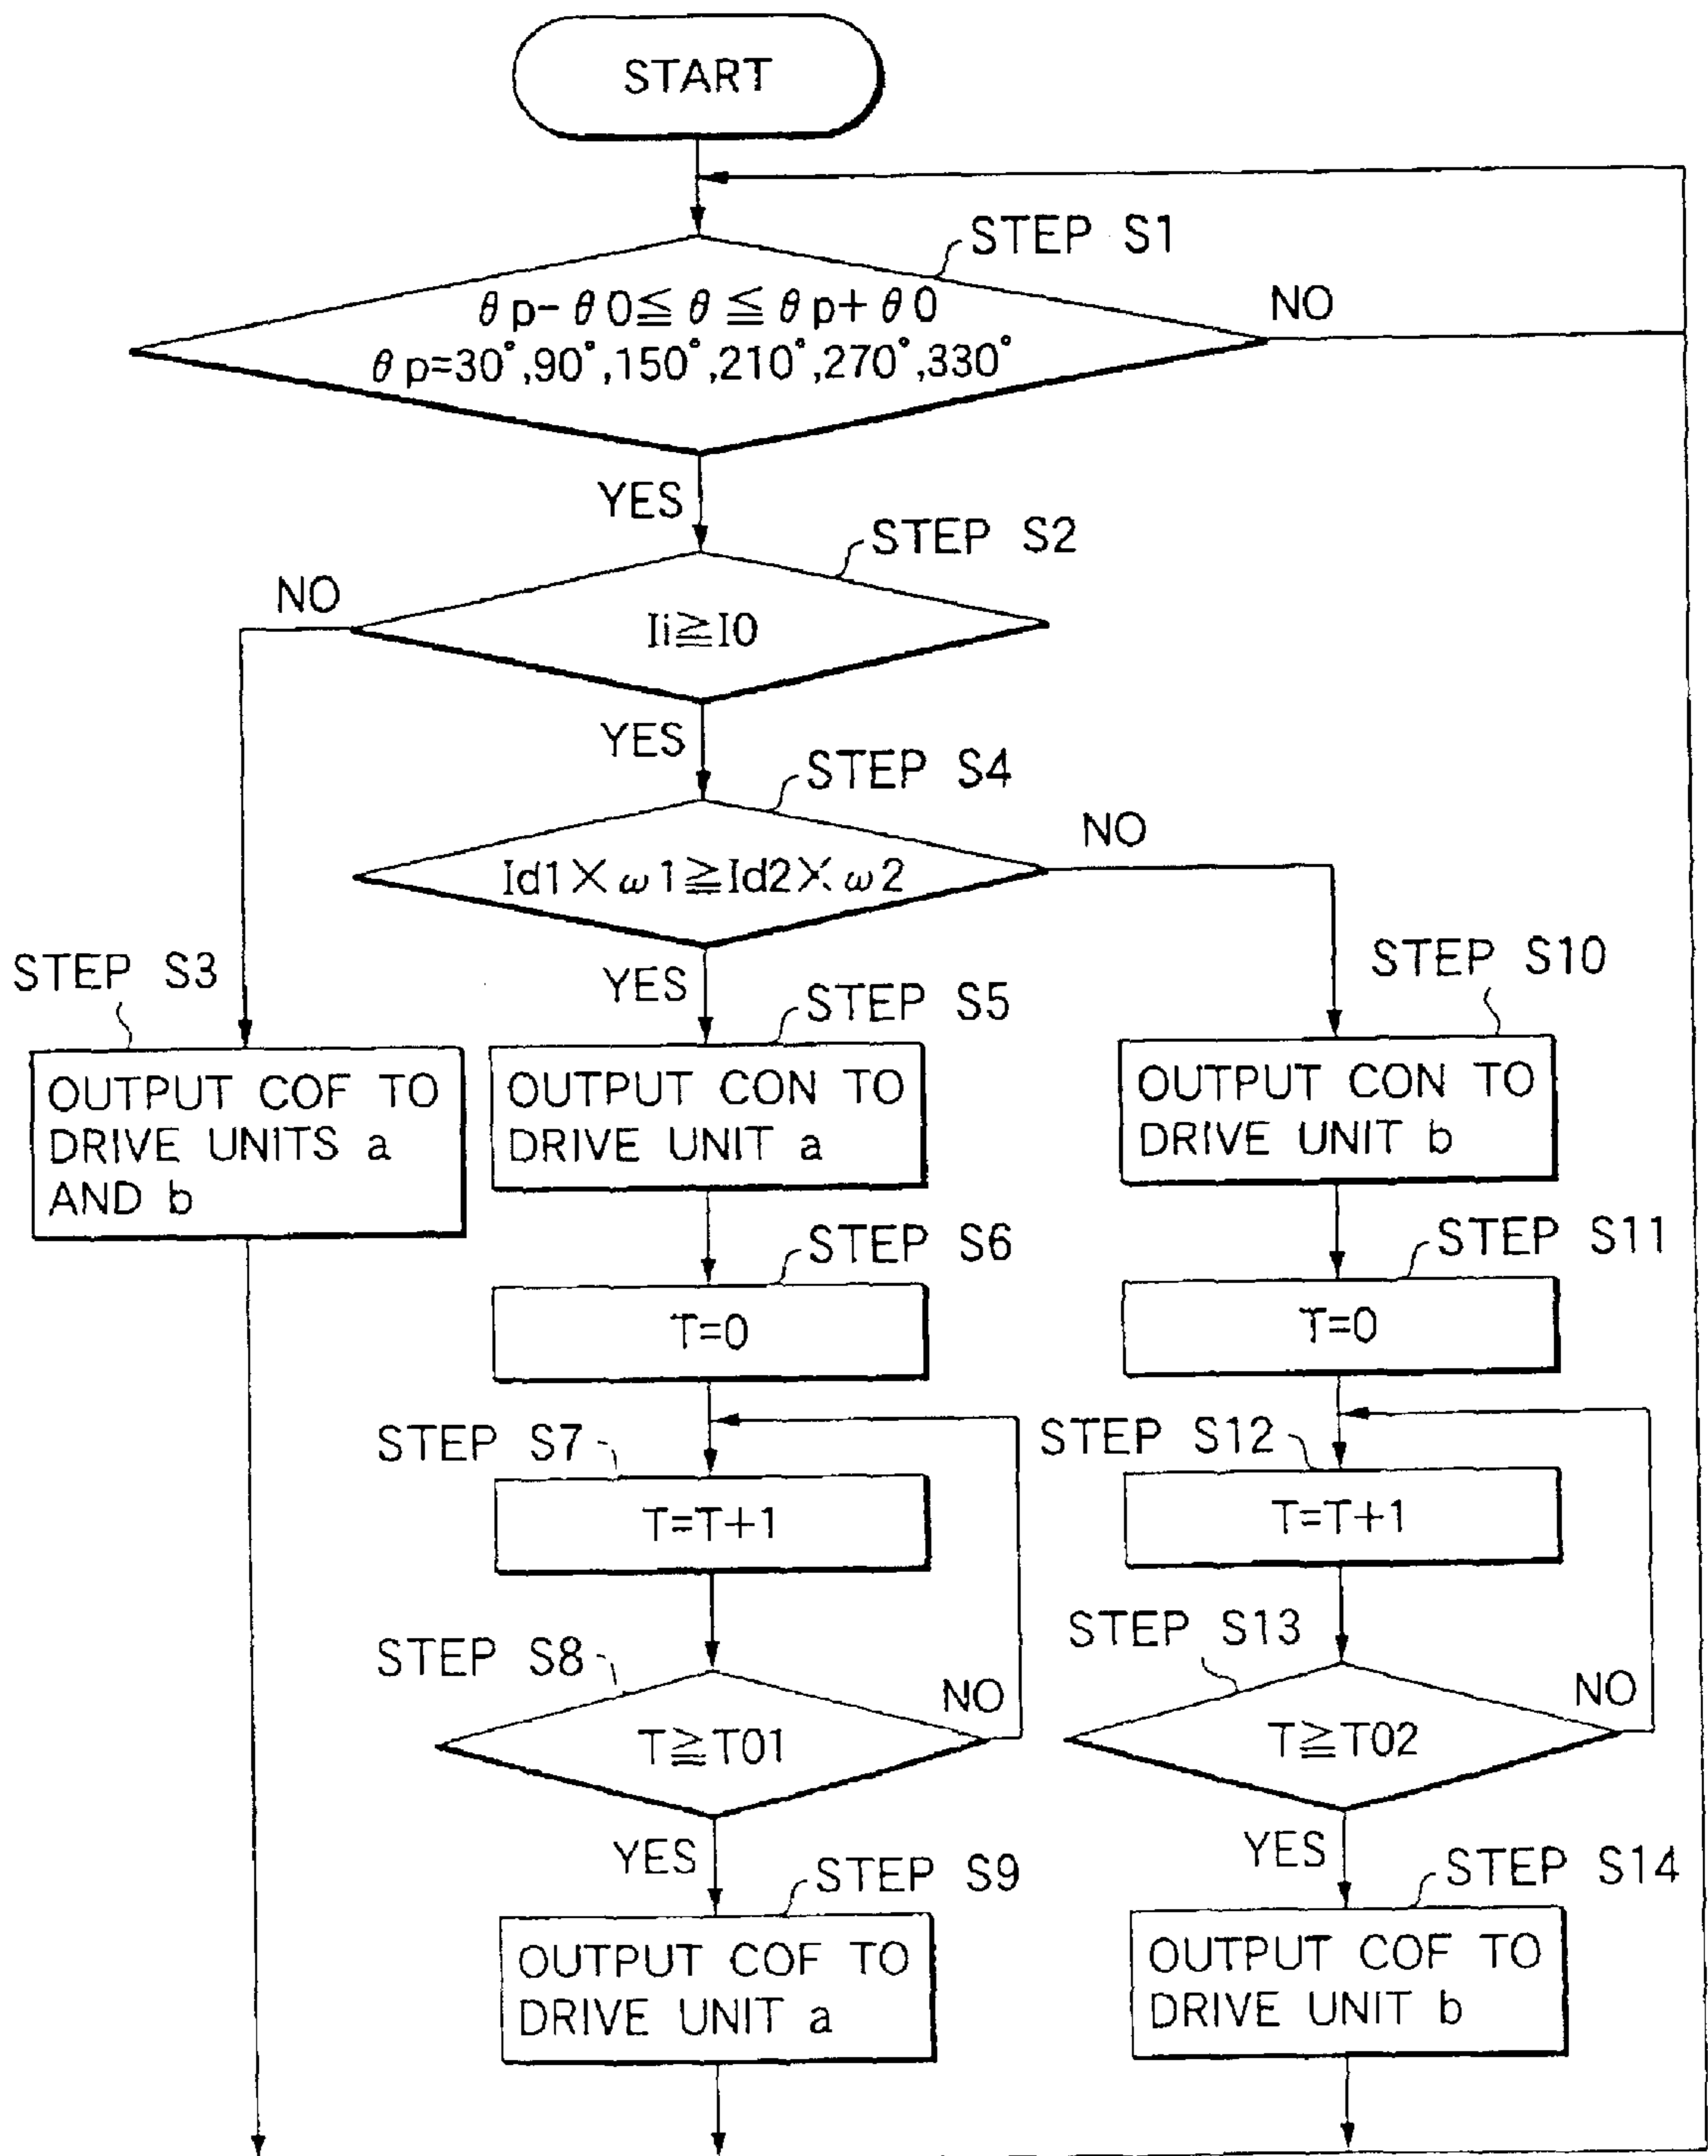 START
STEP S1
θp-θ0≦θ≦θp+θ0
θp=30°,90°,150°,210°,270°,330°
NO
YES
STEP S2
NO
Ii≧I0
YES
STEP S4
NO
Id1×ω1≧Id2×ω2
STEP S3
YES
STEP S10
STEP S5
OUTPUT COF TO
DRIVE UNITS a
AND b
OUTPUT CON TO
DRIVE UNIT a
OUTPUT CON TO
DRIVE UNIT b
STEP S6
STEP S11
T=0
T=0
STEP S7
STEP S12
T=T+1
T=T+1
STEP S8
STEP S13
NO
NO
T≧T01
T≧T02
YES
YES
STEP S9
STEP S14
OUTPUT COF TO
DRIVE UNIT a
OUTPUT COF TO
DRIVE UNIT b